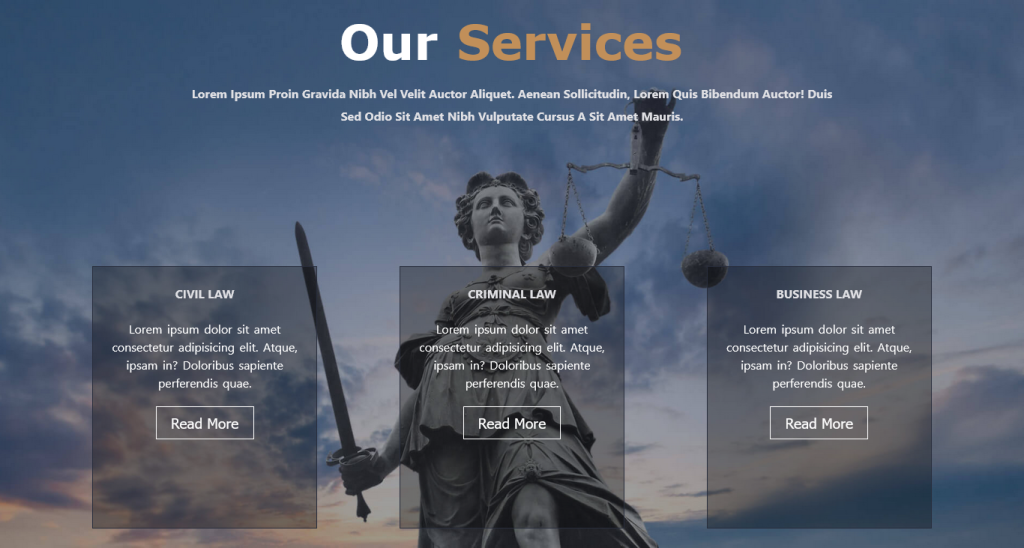 Our Services
Lorem Ipsum Proin Gravida Nibh Vel Velit Auctor Aliquet. Aenean Sollicitudin, Lorem Quis Bibendum Auctor! Duis
Sed Odio Sit Amet Nibh Vulputate Cursus A Sit Amet Mauris.
CIVIL LAW
Lorem ipsum dolor sit amet
consectetur adipisicing elit. Atque,
ipsam in? Doloribus sapiente
perferendis quae.
Read More
CRIMINAL LAW
Lorem ipsum dolor sit amet
consectetur adipisicing elit. Atque,
ipsam in? Doloribus sapiente
perferendis quae.
Read More
BUSINESS LAW
Lorem ipsum dolor sit amet
consectetur adipisicing elit. Atque,
ipsam in? Doloribus sapiente
perferendis quae.
Read More